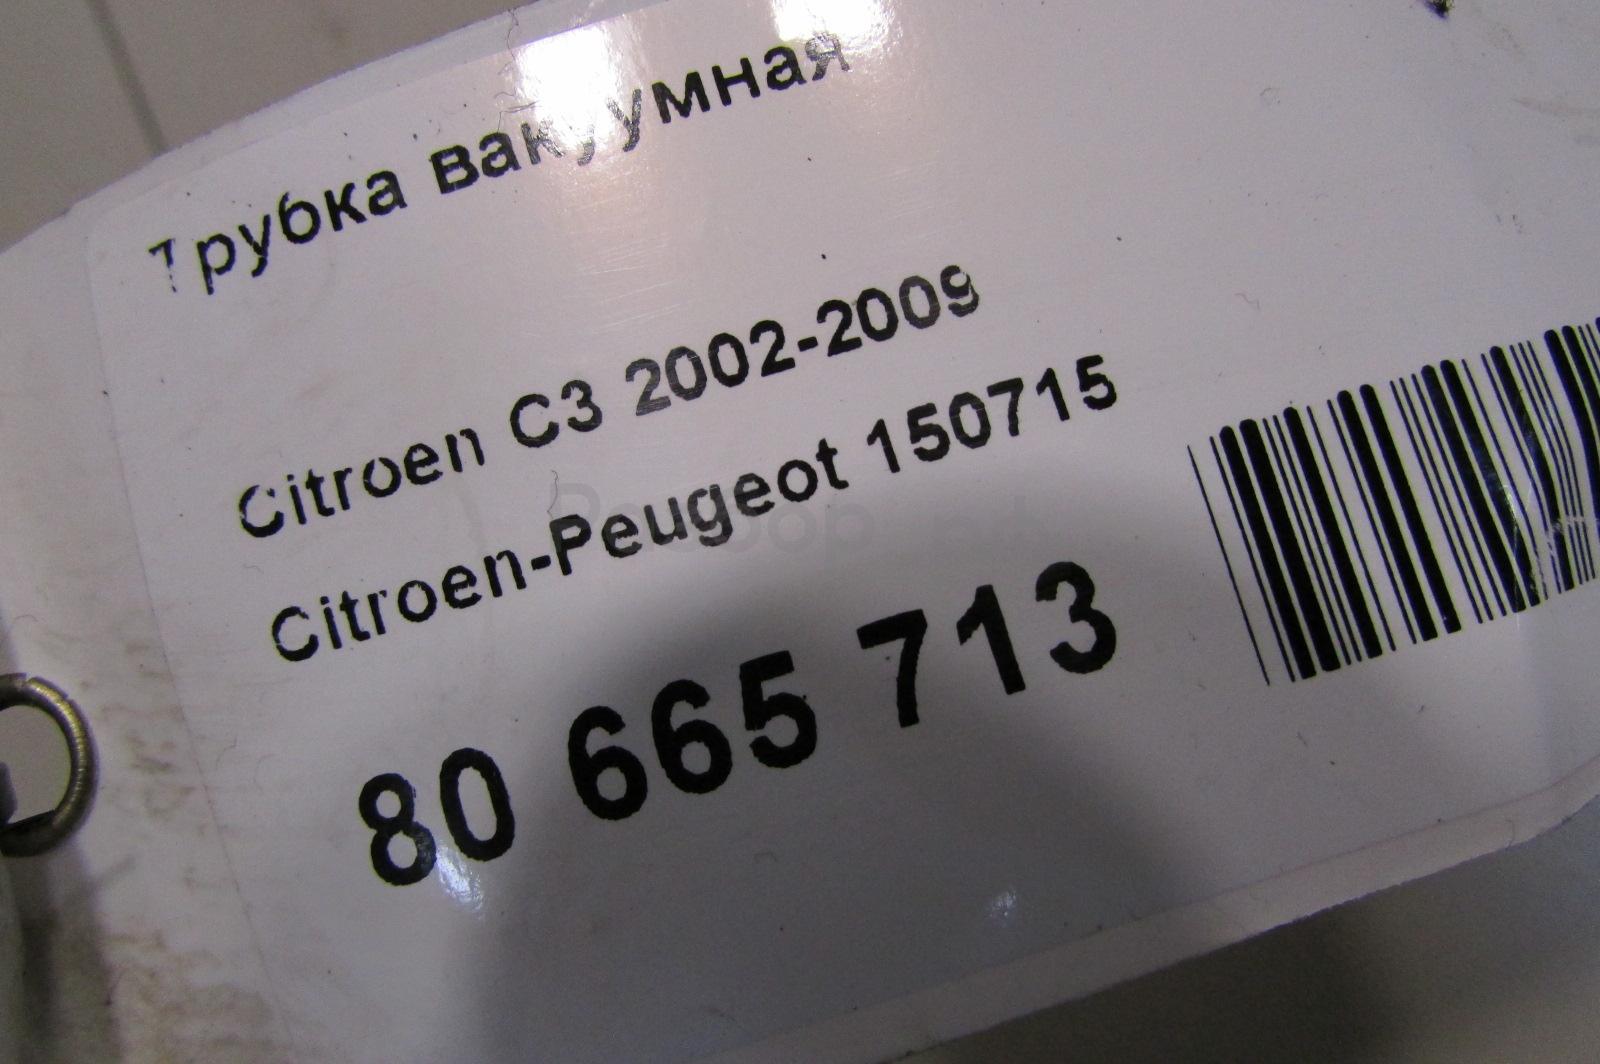 Трубка вакуумная
Citroen C3 2002-2009
Citroen-Peugeot 150715
80 665 713